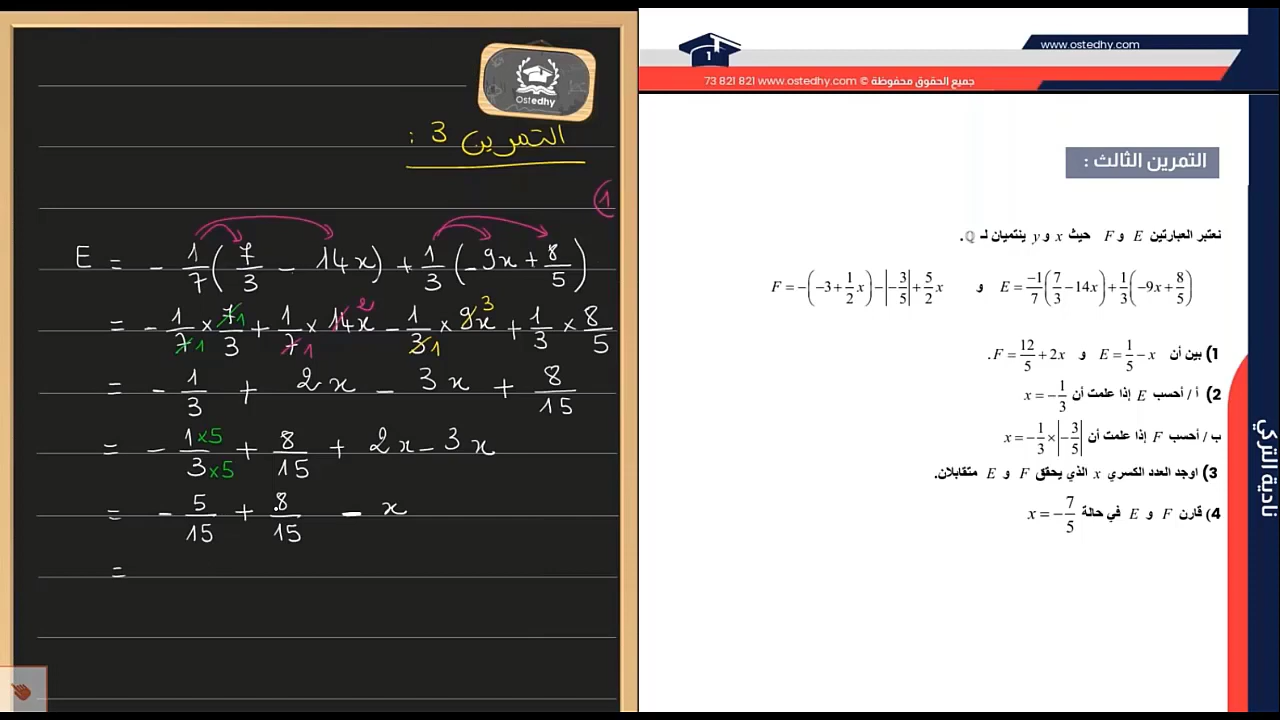 Ostedhy
التمرين 3 :
1
E = - 1/7 ( 7/3 - 14x ) + 1/3 ( -9x + 8/5 )
= - 1/7 × 7/3 + 1/7 × 14x - 1/3 × 9x + 1/3 × 8/5
= - 1/3 + 2x - 3x + 8/15
= - 1×5/3×5 + 8/15 + 2x - 3x
= - 5/15 + 8/15 - x
=
1
www.ostedhy.com
73 821 821 www.ostedhy.com © جميع الحقوق محفوظة
التمرين الثالث :
نعتبر العبارتين E و F حيث x و y ينتميان لـ ℚ .
E = -1/7 ( 7/3 - 14x ) + 1/3 ( -9x + 8/5 ) و F = -( -3 + 1/2 x ) - | -3/5 | + 5/2 x
1) بين أن E = 1/5 - x و F = 12/5 + 2x .
2) أ / أحسب E إذا علمت أن x = -1/3
ب / أحسب F إذا علمت أن x = -1/3 × | -3/5 |
3) اوجد العدد الكسري x الذي يحقق F و E متقابلان.
4) قارن F و E في حالة x = -7/5
نادية التركي